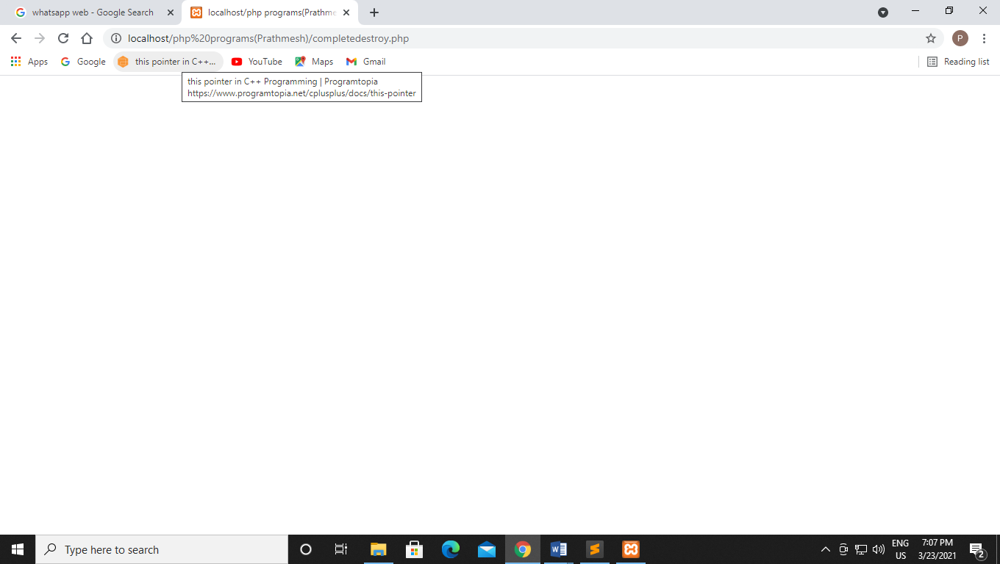 whatsapp web - Google Search
localhost/php programs(Prathme
localhost/php%20programs(Prathmesh)/completedestroy.php
P
Apps
Google
this pointer in C++...
YouTube
Maps
Gmail
Reading list
this pointer in C++ Programming | Programtopia
https://www.programtopia.net/cplusplus/docs/this-pointer
Type here to search
ENG
US
7:07 PM
3/23/2021
2